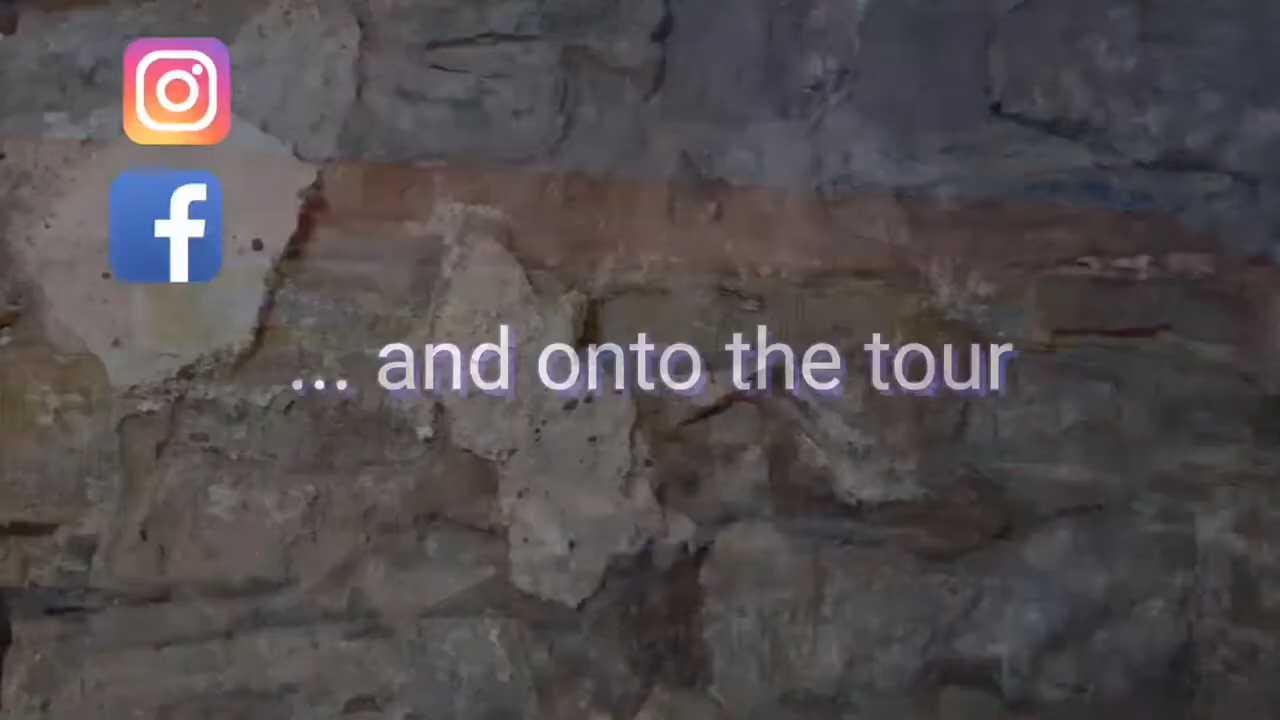 ... and onto the tour